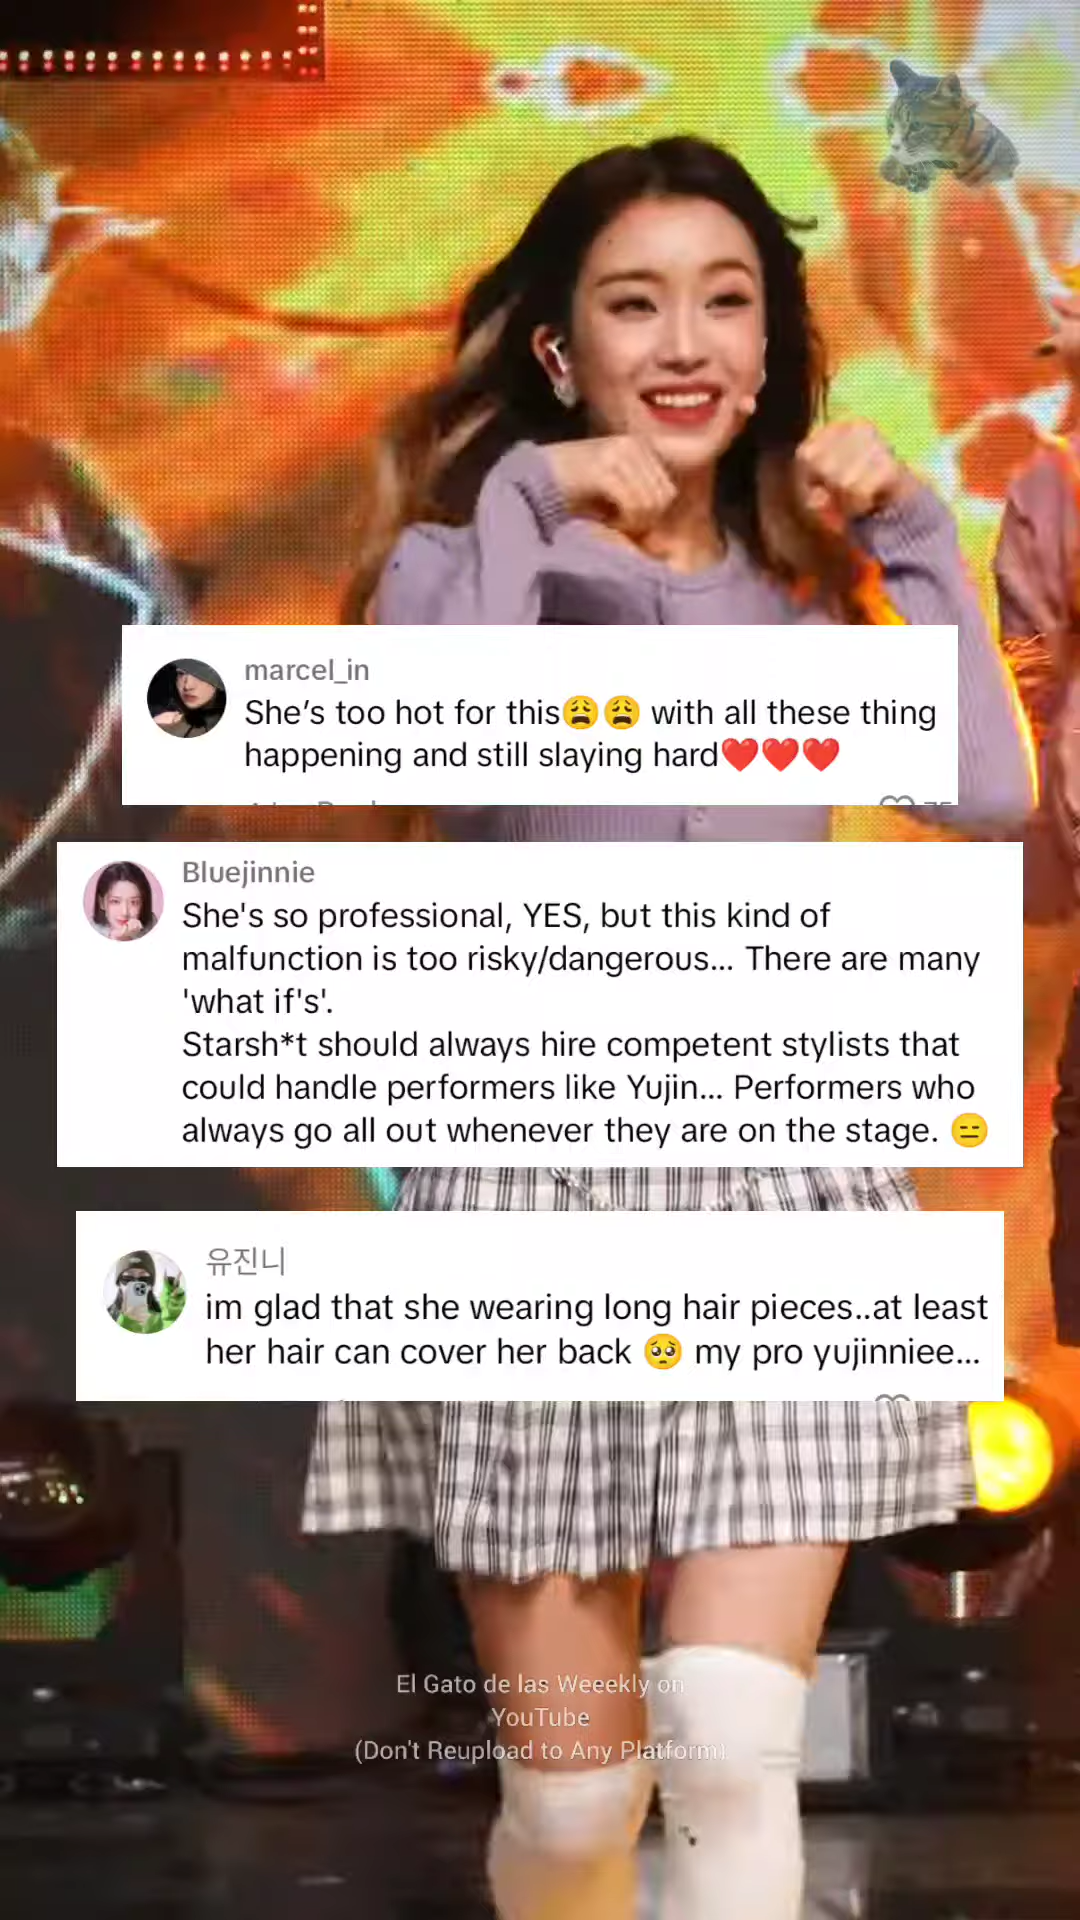 marcel_in
She’s too hot for this😩😩 with all these thing
happening and still slaying hard❤️❤️❤️
Bluejinnie
She's so professional, YES, but this kind of
malfunction is too risky/dangerous... There are many
'what if's'.
Starsh*t should always hire competent stylists that
could handle performers like Yujin... Performers who
always go all out whenever they are on the stage. 😑
유진니
im glad that she wearing long hair pieces..at least
her hair can cover her back 🥺 my pro yujinniee...
El Gato de las Weeekly on
YouTube
(Don't Reupload to Any Platform)